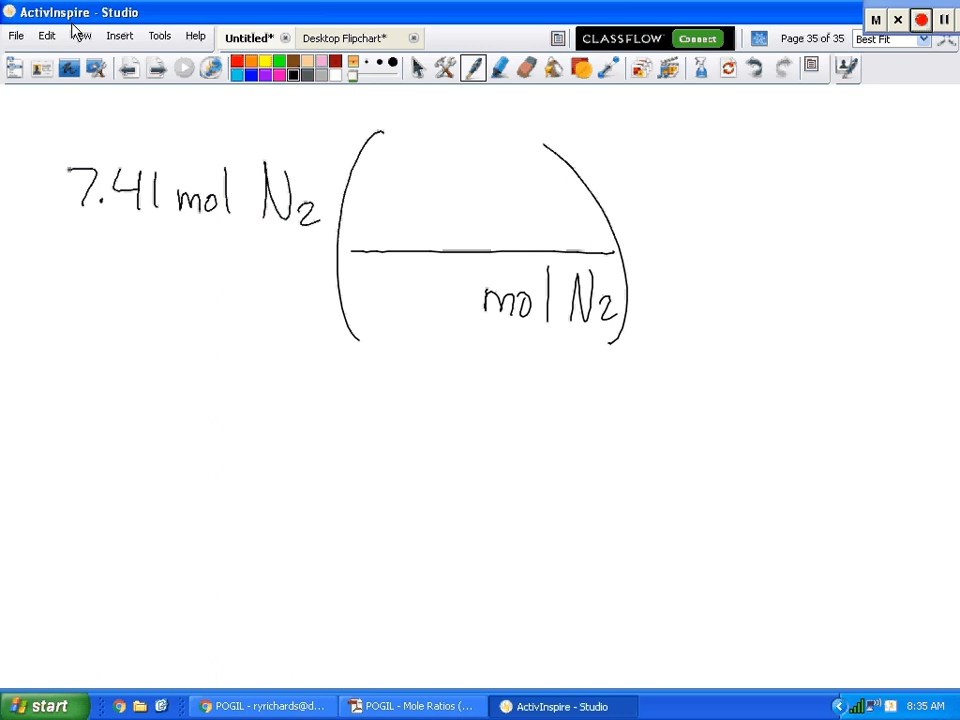 ActivInspire - Studio
M
File Edit View Insert Tools Help Untitled* Desktop Flipchart* CLASSFLOW Connect Page 35 of 35 Best Fit
7.41 mol N2
mol N2
start POGIL - ryrichards@d... POGIL - Mole Ratios (... ActivInspire - Studio 8:35 AM